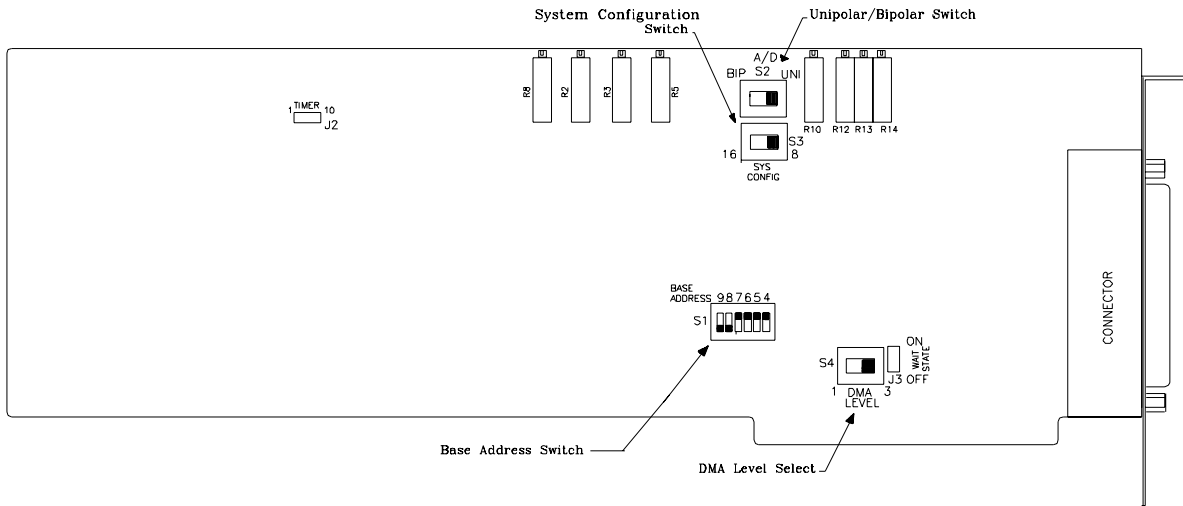 System Configuration
Switch
Unipolar/Bipolar Switch
A/D
BIP S2 UNI
R8
R2
R3
R5
R10
R12
R13
R14
1 TIMER 10
J2
S3
16 8
SYS
CONFIG
BASE
ADDRESS 987654
S1
CONNECTOR
ON
WAIT
STATE
S4
J3 OFF
1 DMA 3
LEVEL
Base Address Switch
DMA Level Select